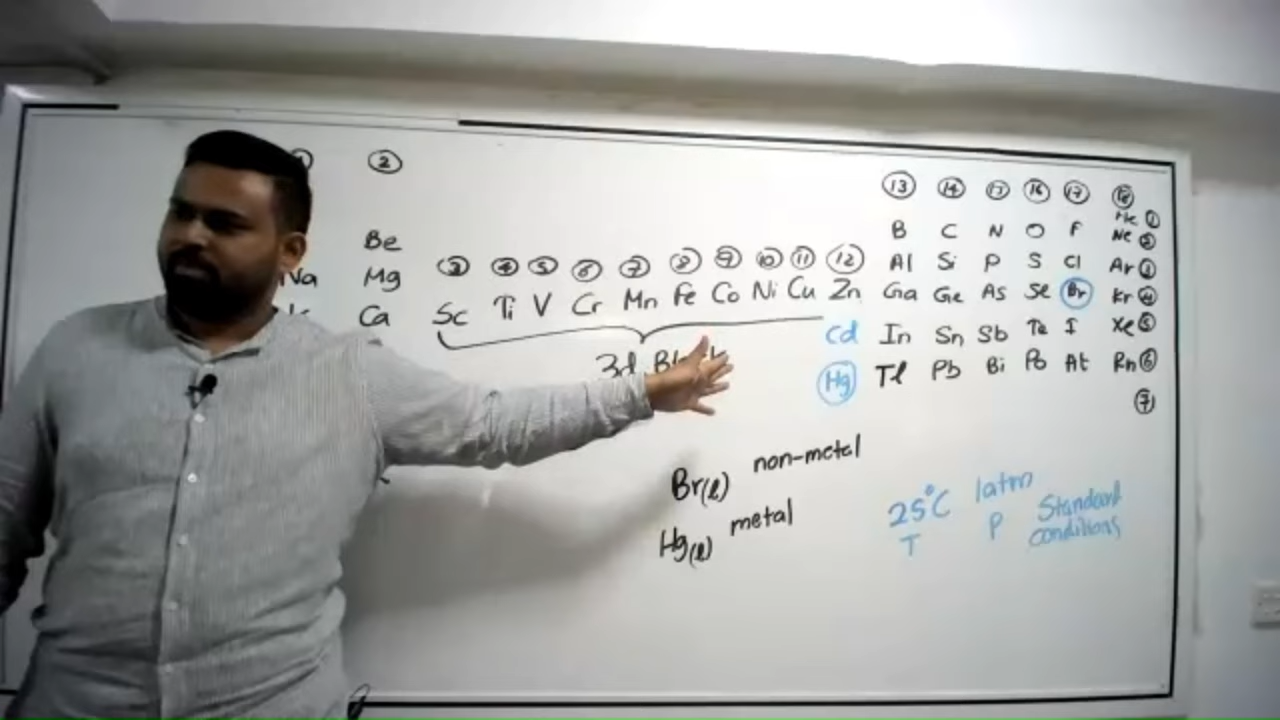 ② ⑬ ⑭ ⑮ ⑯ ⑰ ⑱
He ①
Be B C N O F Ne ②
③ ④ ⑤ ⑥ ⑦ ⑧ ⑨ ⑩ ⑪ ⑫
Na Mg Al Si P S Cl Ar ③
Ca Sc Ti V Cr Mn Fe Co Ni Cu Zn Ga Ge As Se Br Kr ④
Cd In Sn Sb Te I Xe ⑤
3d
Hg Tl Pb Bi Po At Rn ⑥
⑦
Br(l) non-metal
Hg(l) metal
25°C 1atm Standard
T P conditions